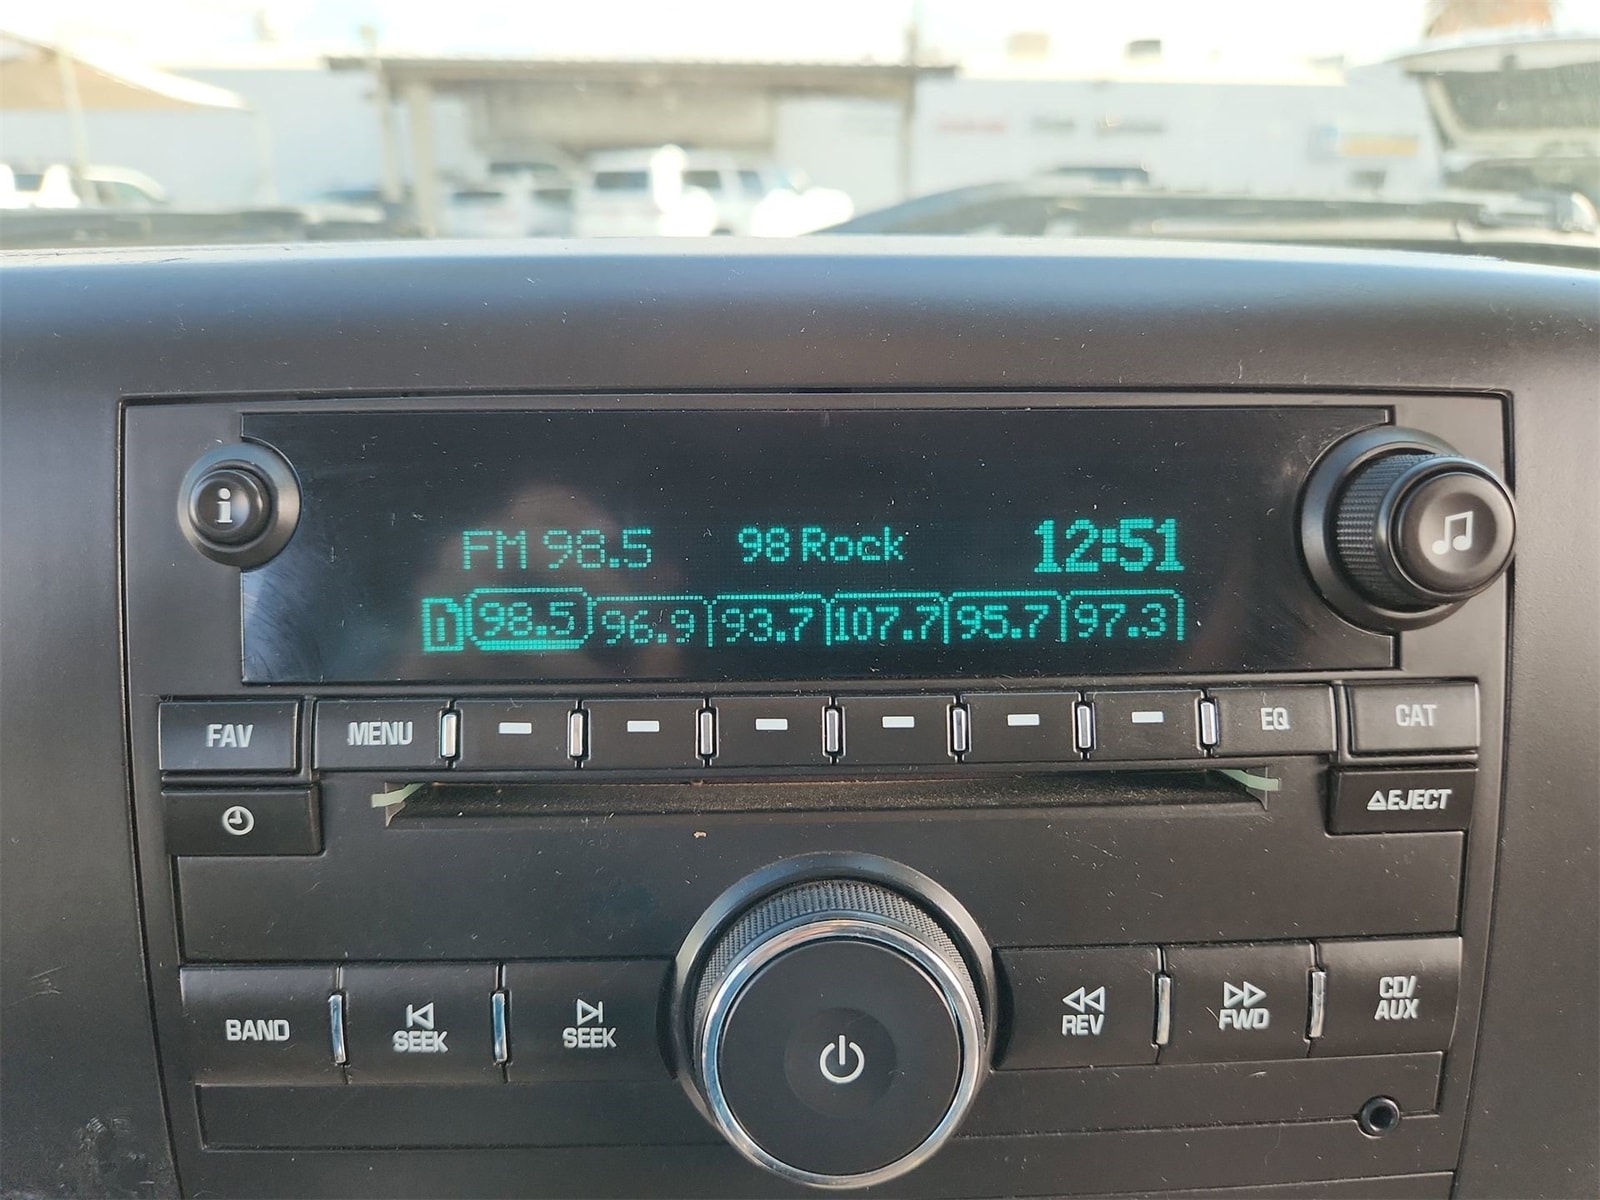 FM 98.5 98 Rock 12:51
1 98.5 96.9 93.7 107.7 95.7 97.3
i
FAV MENU EQ CAT
EJECT
BAND SEEK SEEK REV FWD CD/
AUX